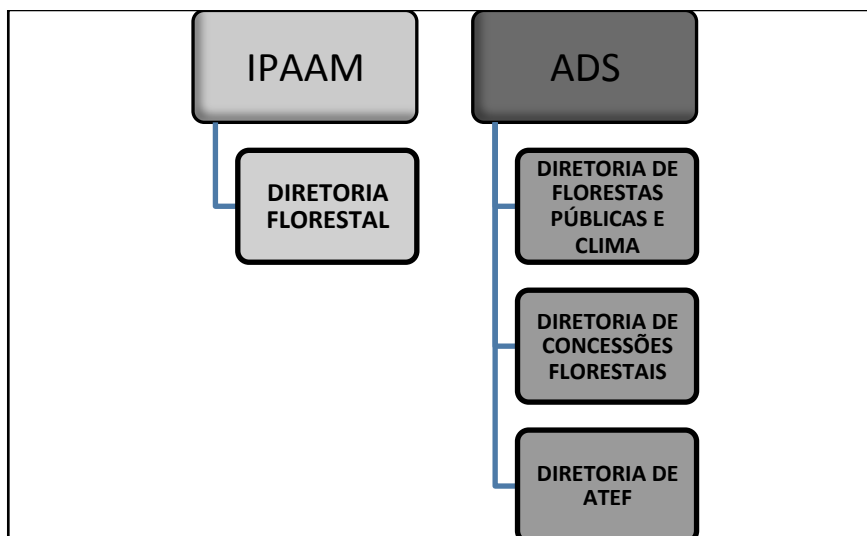 IPAAM
DIRETORIA
FLORESTAL
ADS
DIRETORIA DE
FLORESTAS
PÚBLICAS E
CLIMA
DIRETORIA DE
CONCESSÕES
FLORESTAIS
DIRETORIA DE
ATEF